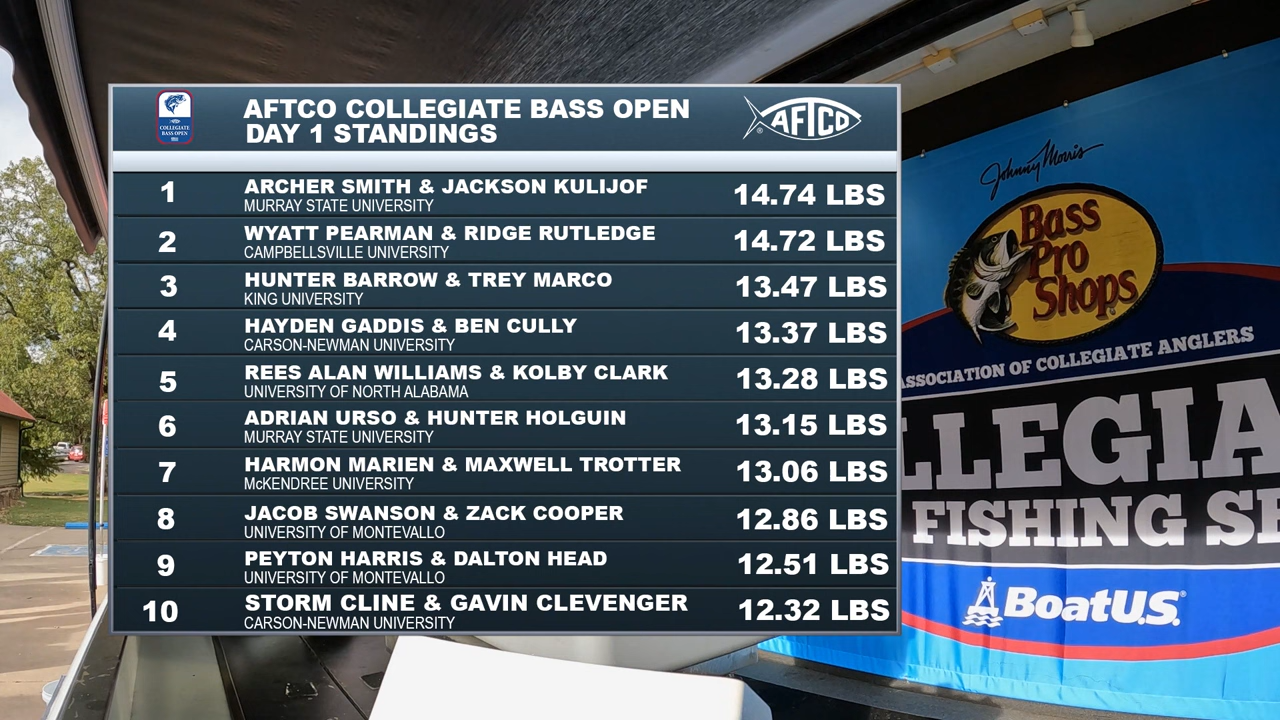 AFTCO COLLEGIATE BASS OPEN
DAY 1 STANDINGS
COLLEGIATE
BASS OPEN
AFTCO
1 ARCHER SMITH & JACKSON KULIJOF 14.74 LBS
MURRAY STATE UNIVERSITY
2 WYATT PEARMAN & RIDGE RUTLEDGE 14.72 LBS
CAMPBELLSVILLE UNIVERSITY
3 HUNTER BARROW & TREY MARCO 13.47 LBS
KING UNIVERSITY
4 HAYDEN GADDIS & BEN CULLY 13.37 LBS
CARSON-NEWMAN UNIVERSITY
5 REES ALAN WILLIAMS & KOLBY CLARK 13.28 LBS
UNIVERSITY OF NORTH ALABAMA
6 ADRIAN URSO & HUNTER HOLGUIN 13.15 LBS
MURRAY STATE UNIVERSITY
7 HARMON MARIEN & MAXWELL TROTTER 13.06 LBS
McKENDREE UNIVERSITY
8 JACOB SWANSON & ZACK COOPER 12.86 LBS
UNIVERSITY OF MONTEVALLO
9 PEYTON HARRIS & DALTON HEAD 12.51 LBS
UNIVERSITY OF MONTEVALLO
10 STORM CLINE & GAVIN CLEVENGER 12.32 LBS
CARSON-NEWMAN UNIVERSITY
Johnny Morris
Bass
Pro
Shops
ASSOCIATION OF COLLEGIATE ANGLERS
LLEGIA
FISHING SE
BoatU.S.